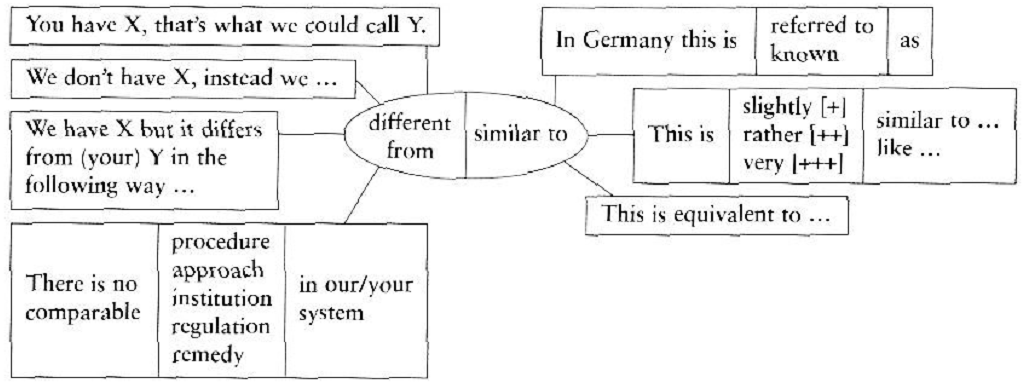 You have X, that's what we could call Y.
We don't have X, instead we ...
We have X but it differs
from (your) Y in the
following way ...
different
from
similar to
There is no
comparable
procedure
approach
institution
regulation
remedy
in our/your
system
In Germany this is
referred to
known
as
This is
slightly [+]
rather [++]
very [+++]
similar to ...
like ...
This is equivalent to ...